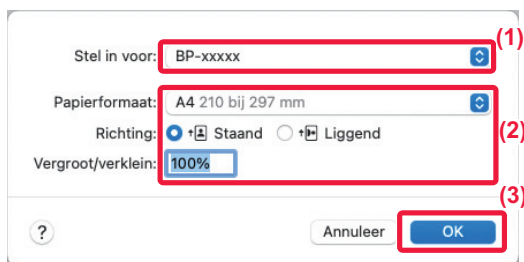 (1)
Stel in voor: BP-xxxxx
Papierformaat: A4 210 bij 297 mm
Richting: Staand Liggend
(2)
Vergroot/verklein: 100%
(3)
? Annuleer OK